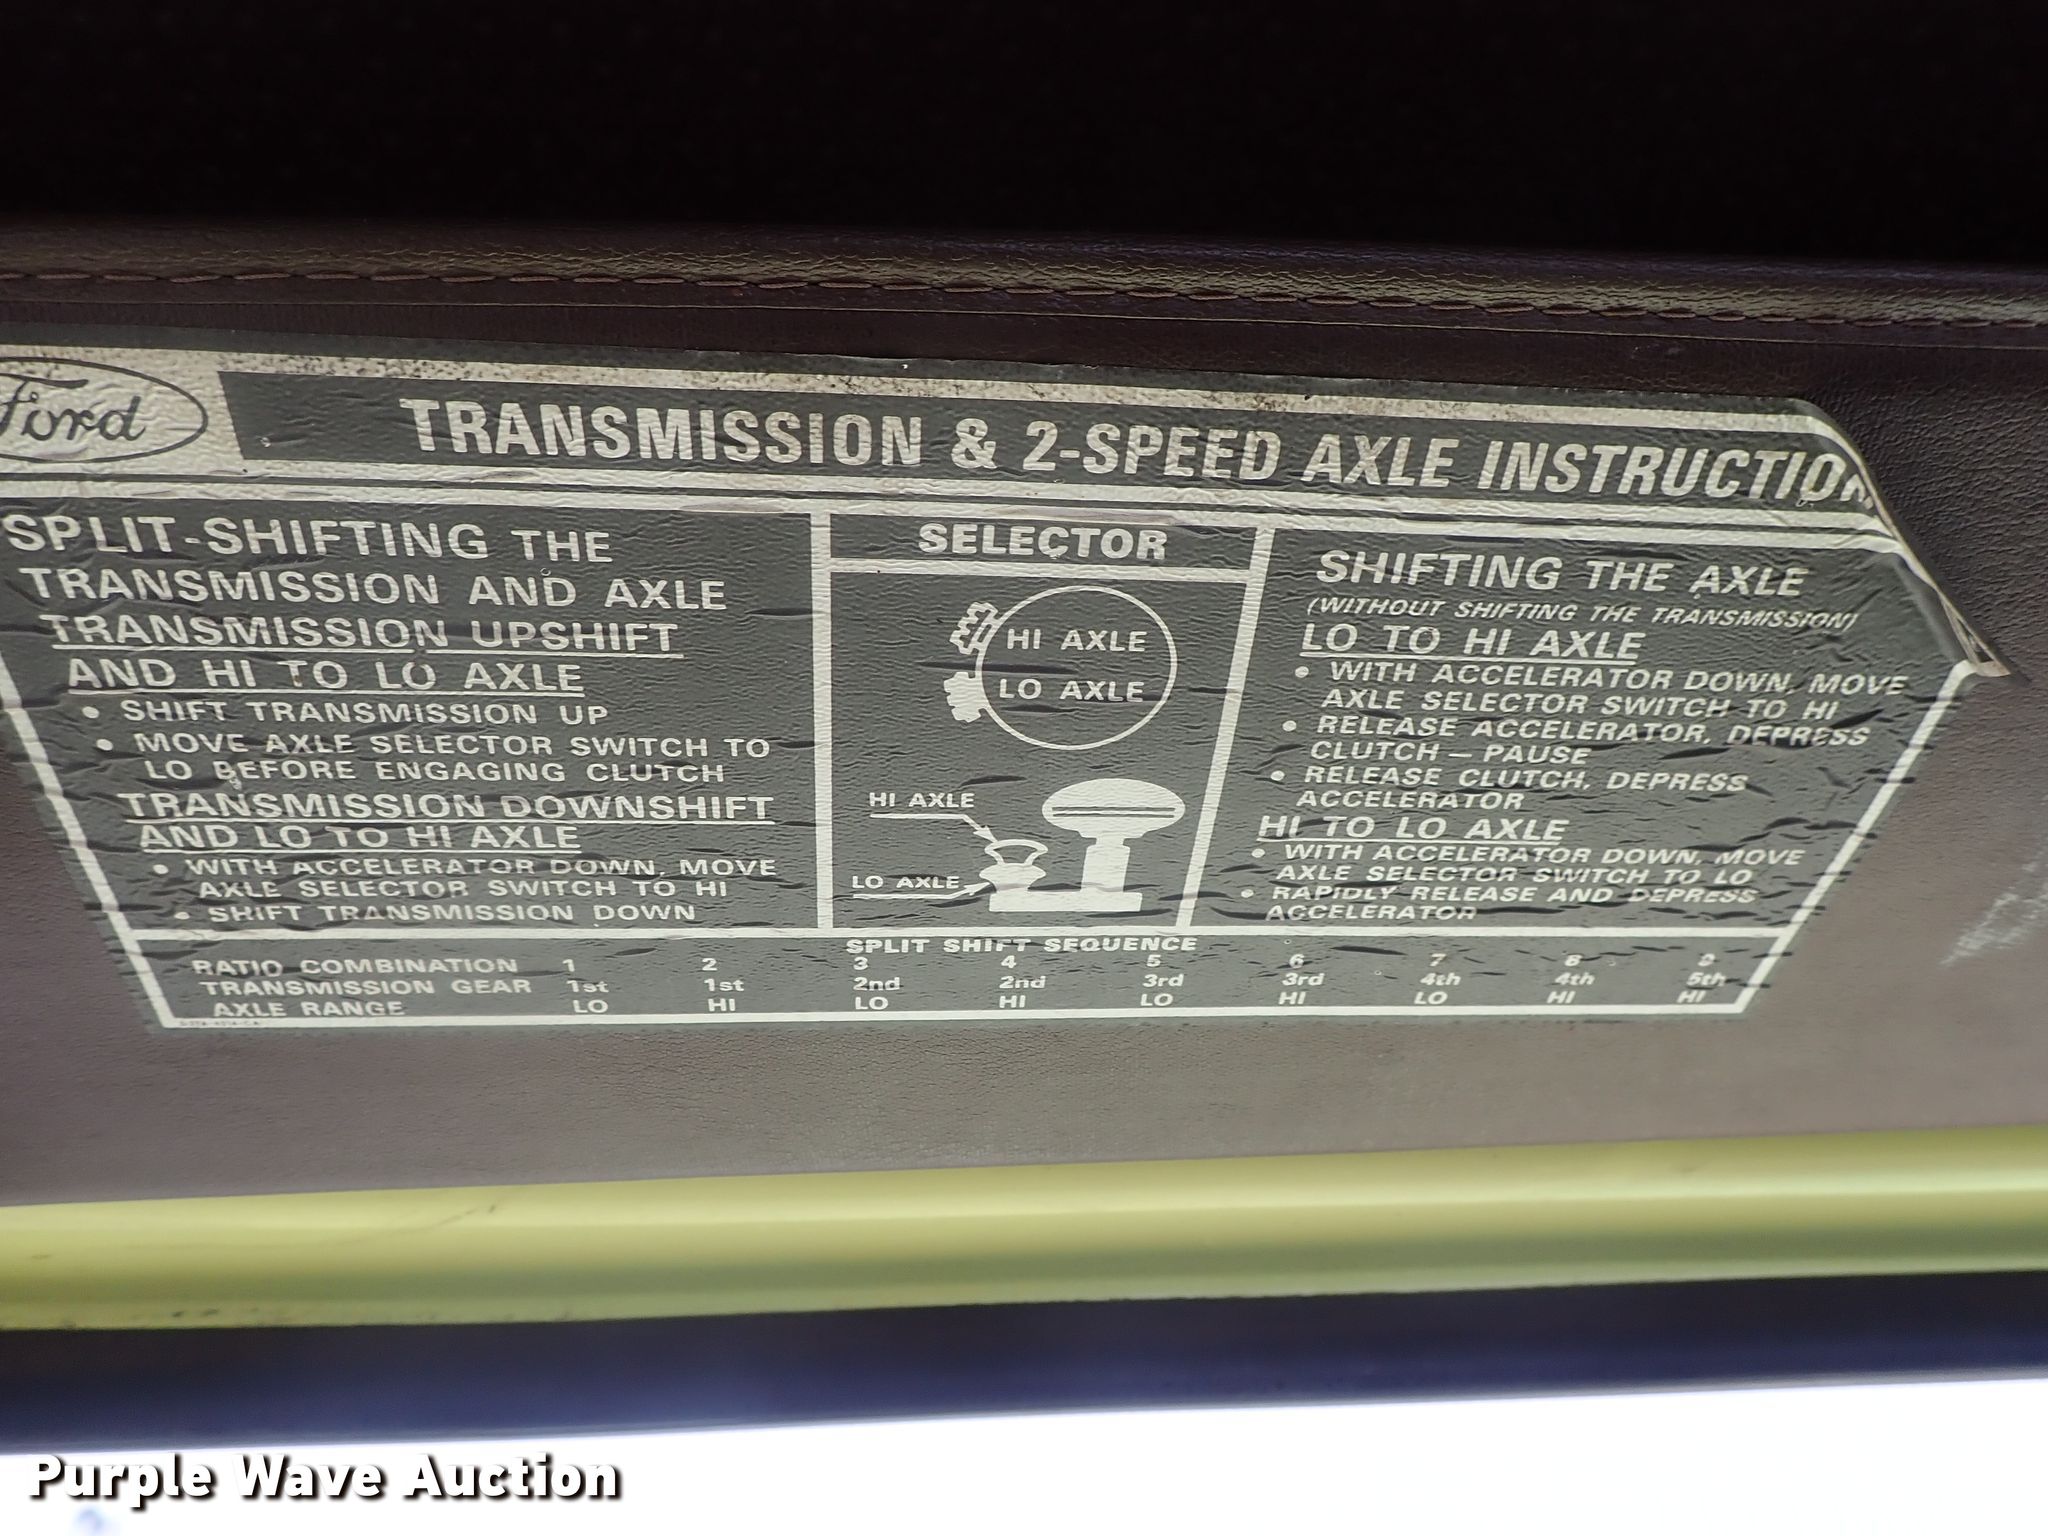 Ford
TRANSMISSION & 2-SPEED AXLE INSTRUCTION
SPLIT-SHIFTING THE
TRANSMISSION AND AXLE
TRANSMISSION UPSHIFT
AND HI TO LO AXLE
• SHIFT TRANSMISSION UP
• MOVE AXLE SELECTOR SWITCH TO
LO BEFORE ENGAGING CLUTCH
TRANSMISSION DOWNSHIFT
AND LO TO HI AXLE
• WITH ACCELERATOR DOWN, MOVE
AXLE SELECTOR SWITCH TO HI
• SHIFT TRANSMISSION DOWN
SELECTOR
HI AXLE
LO AXLE
HI AXLE
LO AXLE
SHIFTING THE AXLE
(WITHOUT SHIFTING THE TRANSMISSION)
LO TO HI AXLE
• WITH ACCELERATOR DOWN, MOVE
AXLE SELECTOR SWITCH TO HI
• RELEASE ACCELERATOR, DEPRESS
CLUTCH — PAUSE
• RELEASE CLUTCH, DEPRESS
ACCELERATOR
HI TO LO AXLE
• WITH ACCELERATOR DOWN, MOVE
AXLE SELECTOR SWITCH TO LO
• RAPIDLY RELEASE AND DEPRESS
ACCELERATOR
SPLIT SHIFT SEQUENCE
RATIO COMBINATION 1 2 3 4 5 6 7 8 9
TRANSMISSION GEAR 1st 1st 2nd 2nd 3rd 3rd 4th 4th 5th
AXLE RANGE LO HI LO HI LO HI LO HI HI
Purple Wave Auction